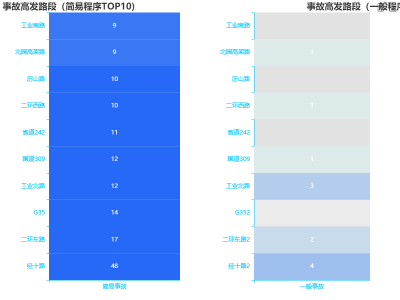 事故高发路段（简易程序TOP10）
工业南路 9
北园高架路 9
历山路 10
二环西路 10
省道242 11
国道309 12
工业北路 12
G35 14
二环东路 17
经十路 48
简易事故
事故高发路段（一般程序
工业南路
北园高架路 1
历山路
二环西路 1
省道242
国道309 1
工业北路 3
G352
二环东路2 2
经十路2 4
一般事故